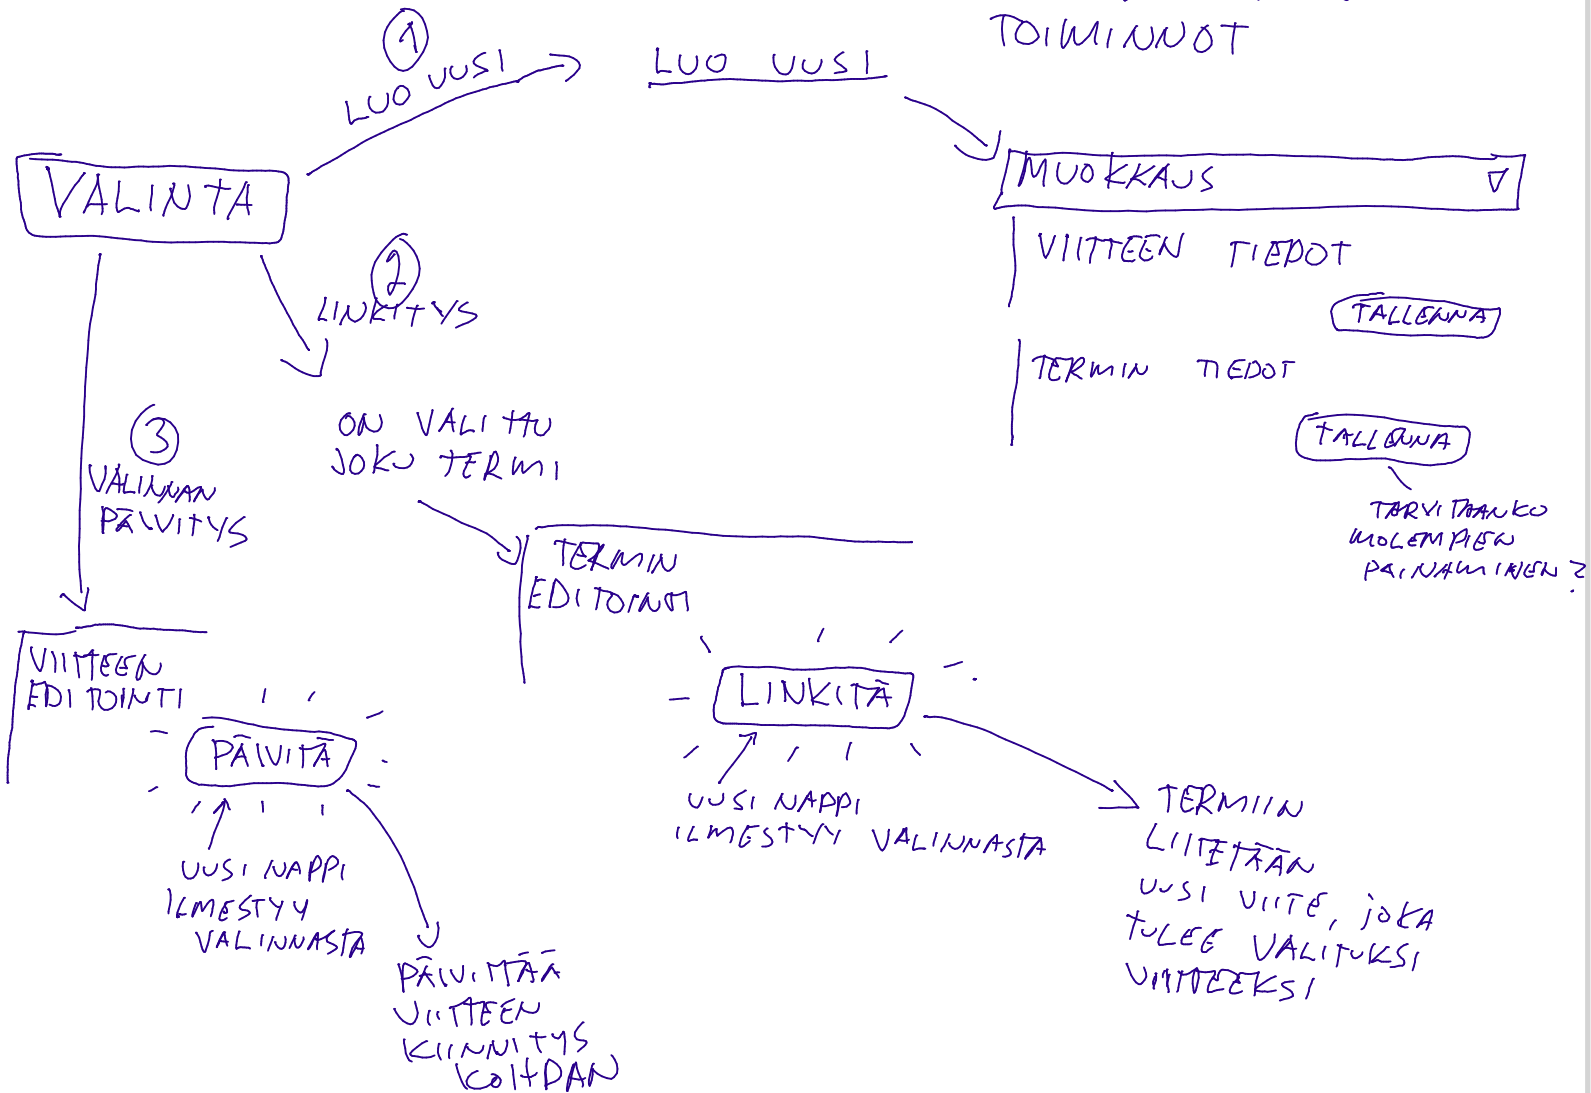 TOIMINNOT
1
LUO UUSI
LUO UUSI
VALINTA
MUOKKAUS
VIITTEEN TIEDOT
TALLENNA
TERMIN TIEDOT
TALLENNA
TARVITAANKO
MOLEMPIEN
PAINAMINEN?
2
LINKITYS
ON VALITTU
JOKU TERMI
TERMIN
EDITOINTI
LINKITÄ
UUSI NAPPI
ILMESTYY VALINNASTA
TERMIIN
LIITETÄÄN
UUSI VIITE, JOKA
TULEE VALITUKSI
VIITTEEKSI
3
VALINNAN
PÄIVITYS
VIITTEEN
EDITOINTI
PÄIVITÄ
UUSI NAPPI
ILMESTYY
VALINNASTA
PÄIVITTÄÄ
VIITTEEN
KIINNITYS
KOHDAN